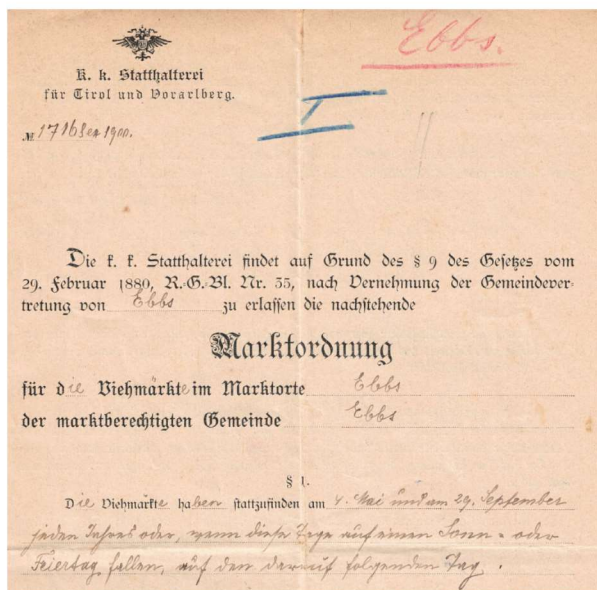 Ebbs.
K. k. Statthalterei
für Tirol und Vorarlberg.
I
№ 1900.
Die k. k. Statthalterei findet auf Grund des § 9 des Gesetzes vom
29. Februar 1880, R.-G.-Bl. Nr. 35, nach Vernehmung der Gemeindever-
tretung von Ebbs zu erlassen die nachstehende
Marktordnung
für die Viehmärkte im Marktorte Ebbs
der marktberechtigten Gemeinde Ebbs
§ 1.
Die Viehmärkte haben stattzufinden am 4. Mai und am 29. September
jeden Jahres oder, wenn diese Tage auf einen Sonn- oder
Feiertag fallen, auf den darauf folgenden Tag.